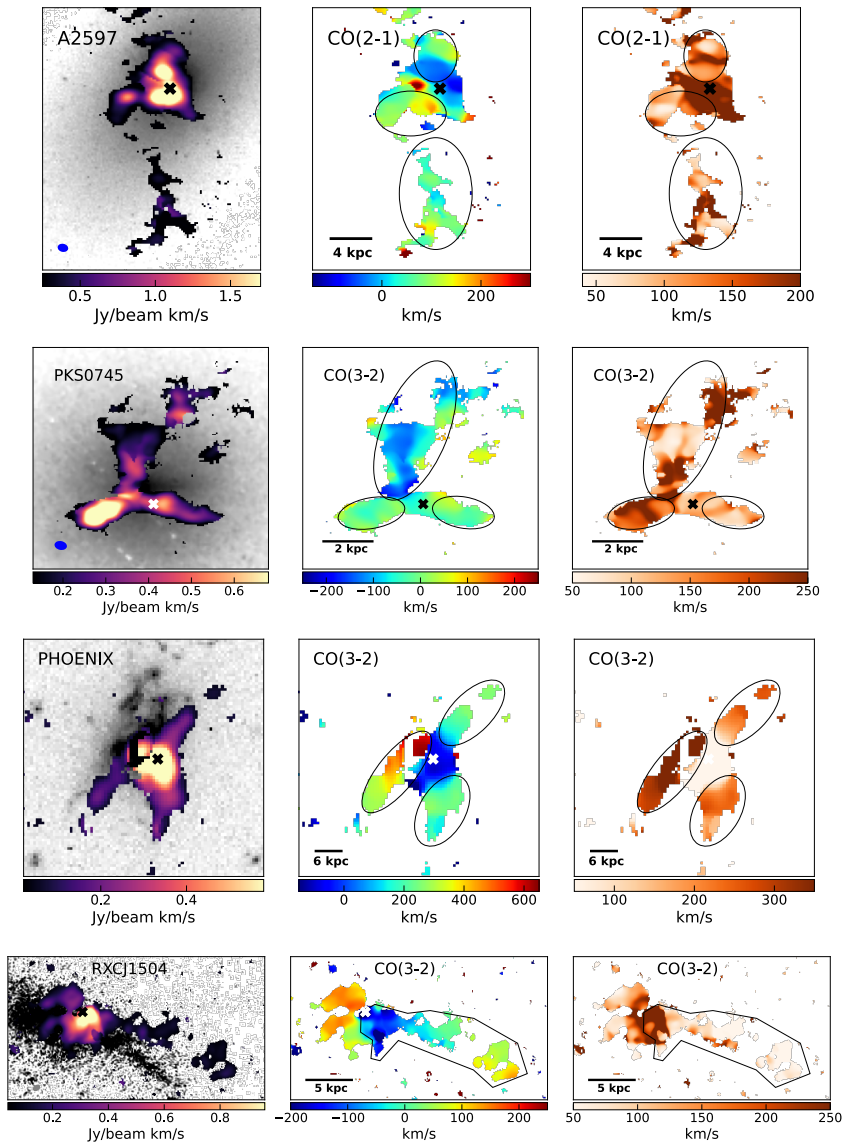 A2597 CO(2-1) CO(2-1)
4 kpc 4 kpc
0.5 1.0 1.5 0 200 50 100 150 200
Jy/beam km/s km/s km/s
PKS0745 CO(3-2) CO(3-2)
2 kpc 2 kpc
0.2 0.3 0.4 0.5 0.6 −200 −100 0 100 200 50 100 150 200 250
Jy/beam km/s km/s km/s
PHOENIX CO(3-2) CO(3-2)
6 kpc 6 kpc
0.2 0.4 0 200 400 600 100 200 300
Jy/beam km/s km/s km/s
RXCJ1504 CO(3-2) CO(3-2)
5 kpc 5 kpc
0.2 0.4 0.6 0.8 −200 −100 0 100 200 50 100 150 200 250
Jy/beam km/s km/s km/s